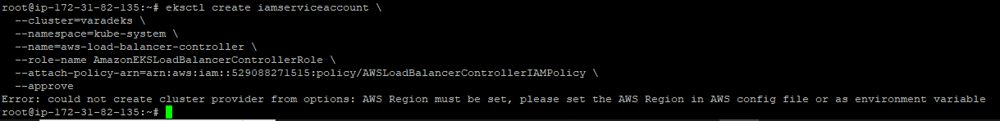 root@ip-172-31-82-135:~# eksctl create iamserviceaccount \
  --cluster=varadeks \
  --namespace=kube-system \
  --name=aws-load-balancer-controller \
  --role-name AmazonEKSLoadBalancerControllerRole \
  --attach-policy-arn=arn:aws:iam::529088271515:policy/AWSLoadBalancerControllerIAMPolicy \
  --approve
Error: could not create cluster provider from options: AWS Region must be set, please set the AWS Region in AWS config file or as environment variable
root@ip-172-31-82-135:~#